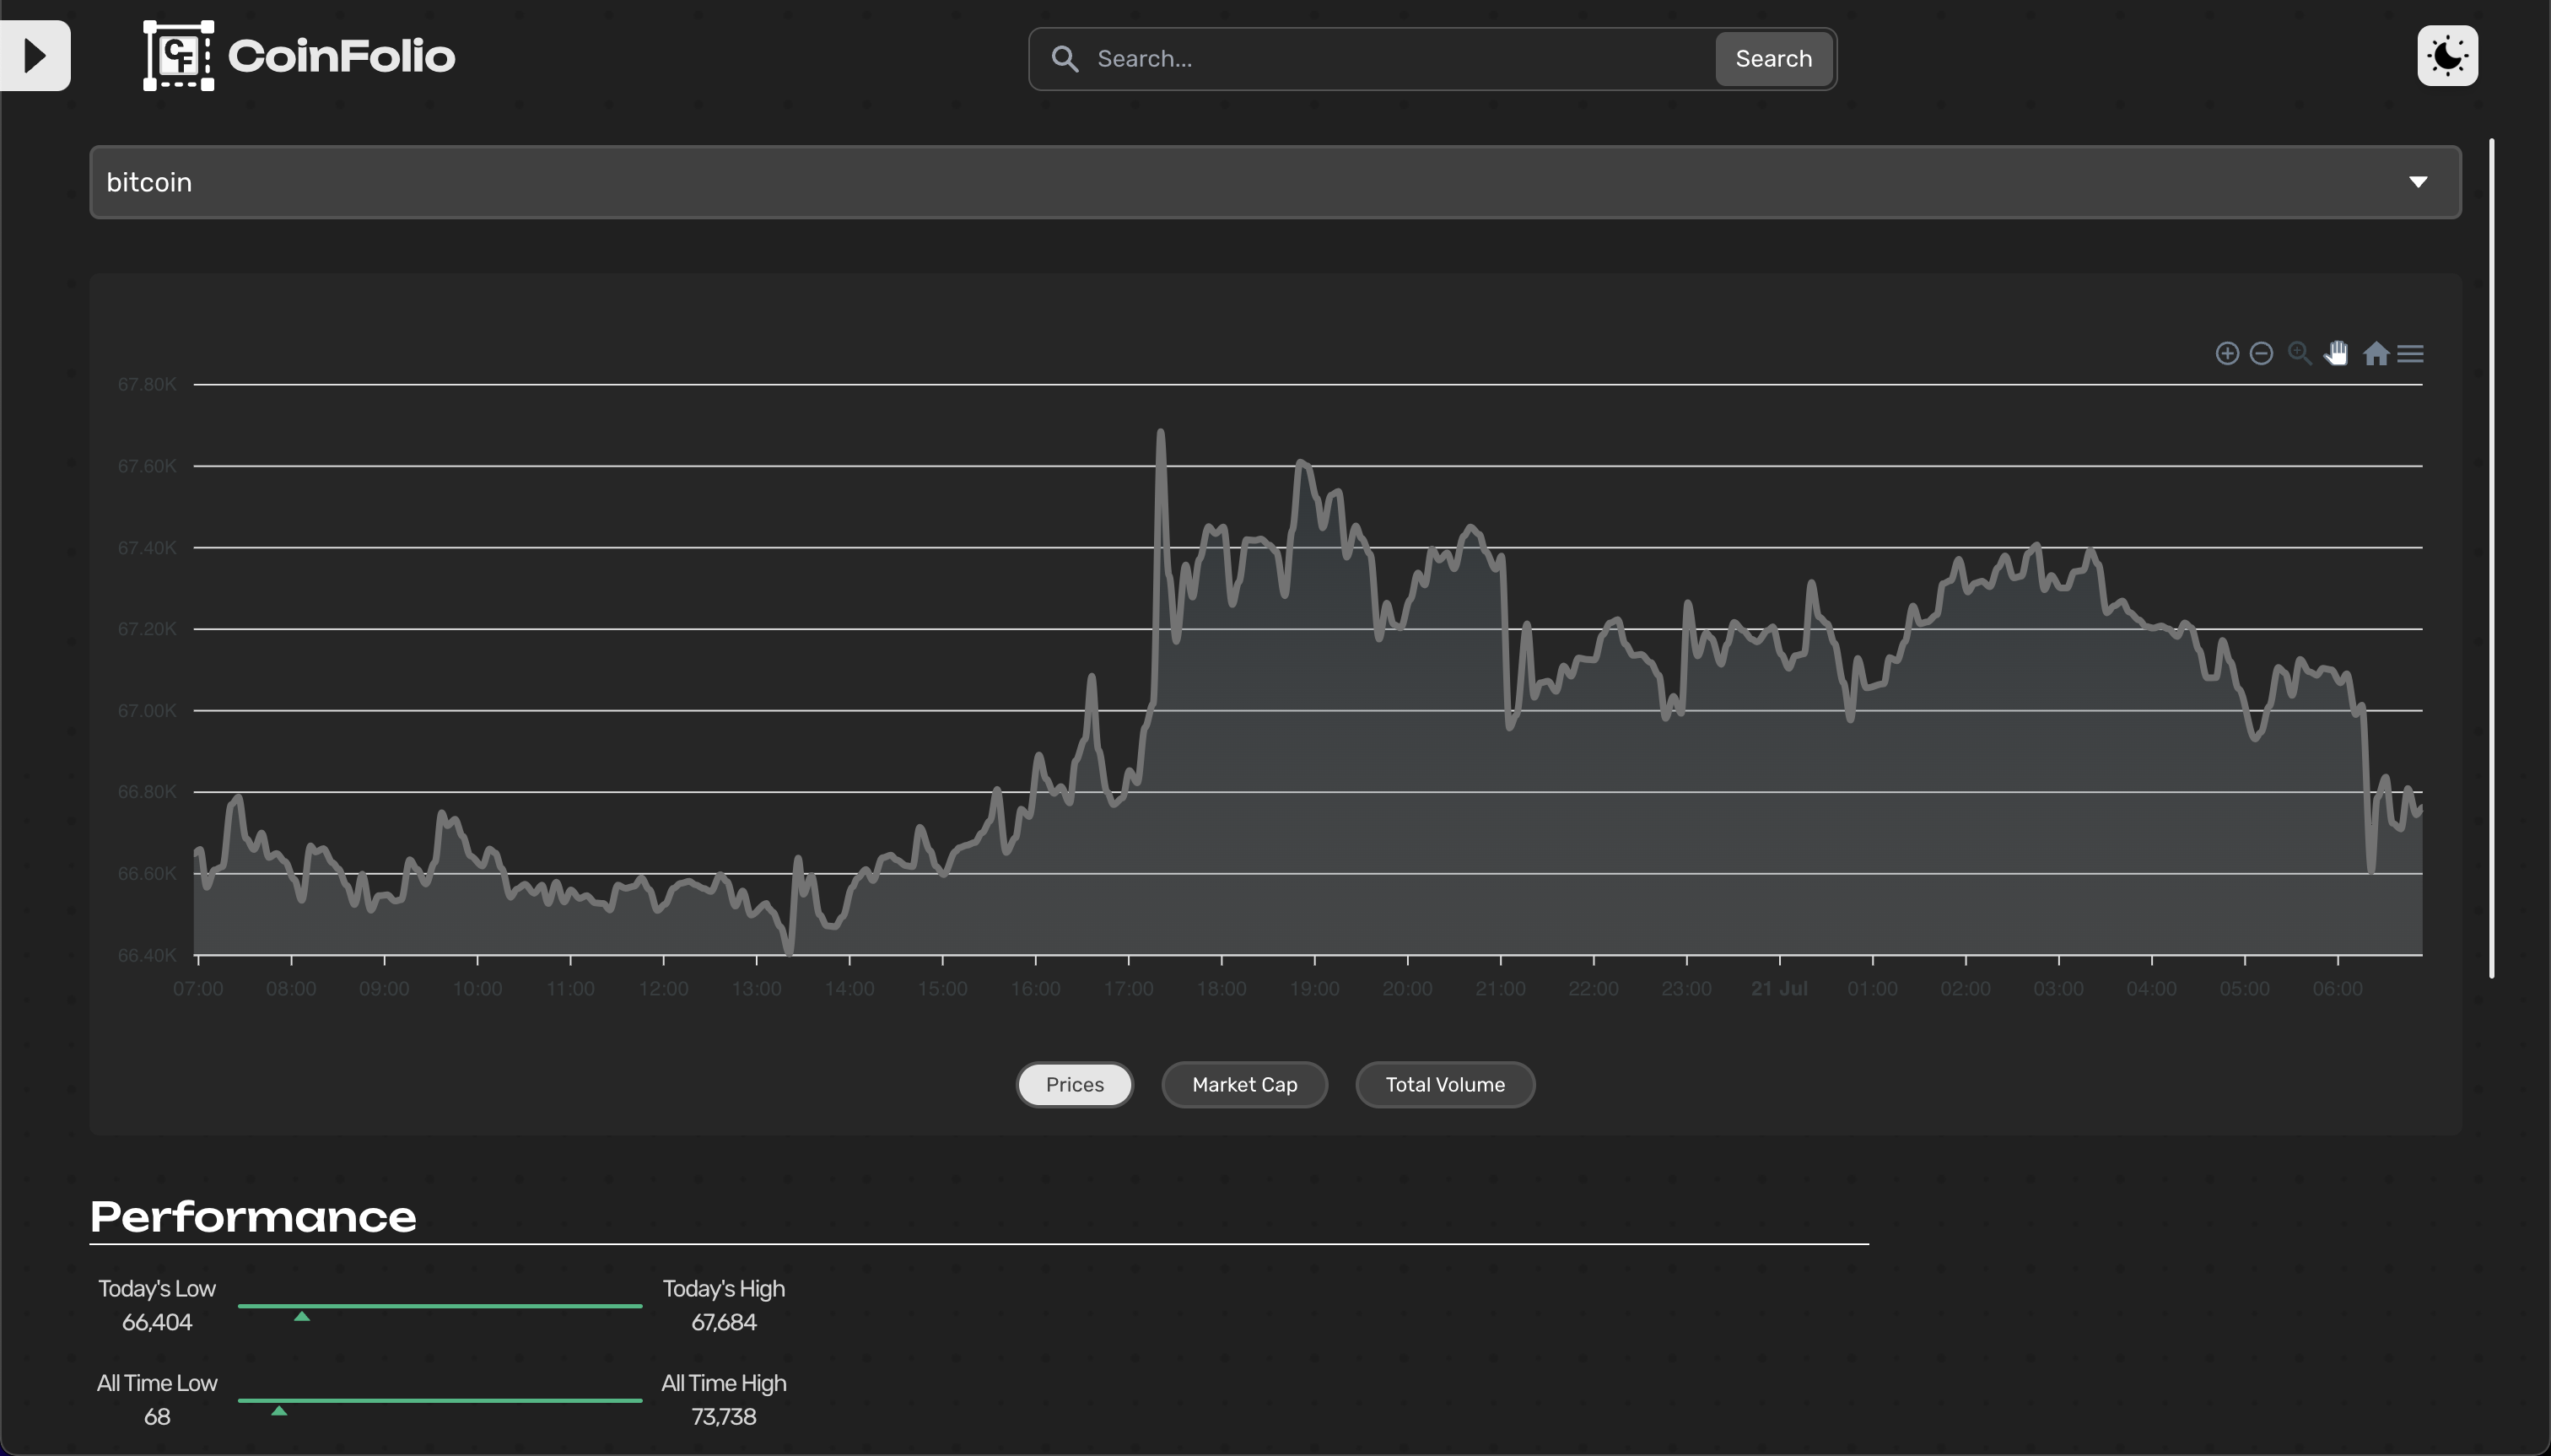 CF CoinFolio
Search...
Search
bitcoin
67.80K
67.60K
67.40K
67.20K
67.00K
66.80K
66.60K
66.40K
07:00 08:00 09:00 10:00 11:00 12:00 13:00 14:00 15:00 16:00 17:00 18:00 19:00 20:00 21:00 22:00 23:00 21 Jul 01:00 02:00 03:00 04:00 05:00 06:00
Prices Market Cap Total Volume
Performance
Today's Low Today's High
66,404 67,684
All Time Low All Time High
68 73,738